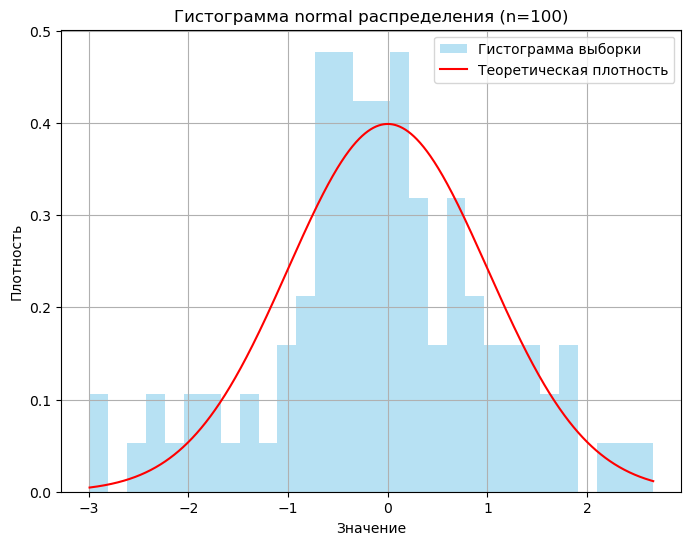 Гистограмма normal распределения (n=100)
Гистограмма выборки
Теоретическая плотность
Плотность
0.5
0.4
0.3
0.2
0.1
0.0
−3
−2
−1
0
1
2
Значение